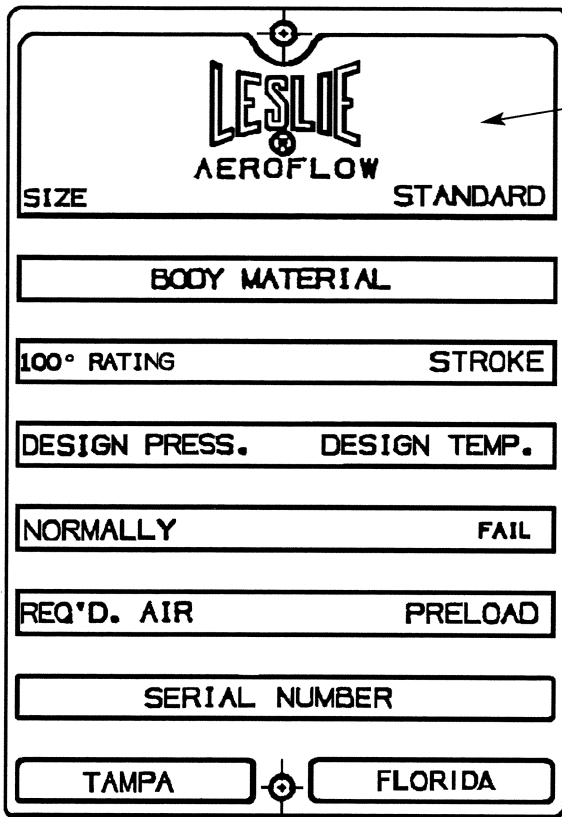 LESLIE
®
AEROFLOW
SIZE STANDARD
BODY MATERIAL
100° RATING STROKE
DESIGN PRESS. DESIGN TEMP.
NORMALLY FAIL
REQ'D. AIR PRELOAD
SERIAL NUMBER
TAMPA FLORIDA